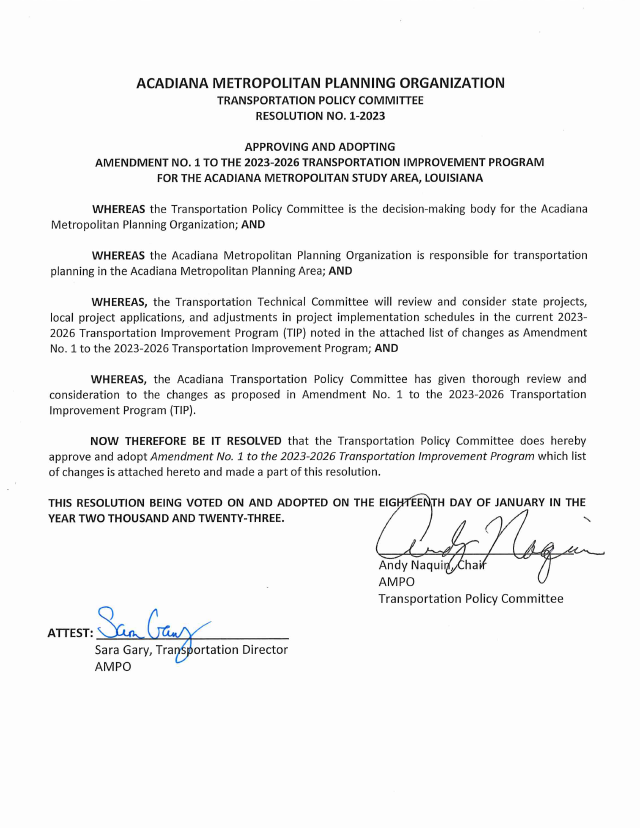 ACADIANA METROPOLITAN PLANNING ORGANIZATION
TRANSPORTATION POLICY COMMITTEE
RESOLUTION NO. 1-2023
APPROVING AND ADOPTING
AMENDMENT NO. 1 TO THE 2023-2026 TRANSPORTATION IMPROVEMENT PROGRAM
FOR THE ACADIANA METROPOLITAN STUDY AREA, LOUISIANA
WHEREAS the Transportation Policy Committee is the decision-making body for the Acadiana
Metropolitan Planning Organization; AND
WHEREAS the Acadiana Metropolitan Planning Organization is responsible for transportation
planning in the Acadiana Metropolitan Planning Area; AND
WHEREAS, the Transportation Technical Committee will review and consider state projects,
local project applications, and adjustments in project implementation schedules in the current 2023-
2026 Transportation Improvement Program (TIP) noted in the attached list of changes as Amendment
No. 1 to the 2023-2026 Transportation Improvement Program; AND
WHEREAS, the Acadiana Transportation Policy Committee has given thorough review and
consideration to the changes as proposed in Amendment No. 1 to the 2023-2026 Transportation
Improvement Program (TIP).
NOW THEREFORE BE IT RESOLVED that the Transportation Policy Committee does hereby
approve and adopt Amendment No. 1 to the 2023-2026 Transportation Improvement Program which list
of changes is attached hereto and made a part of this resolution.
THIS RESOLUTION BEING VOTED ON AND ADOPTED ON THE EIGHTEENTH DAY OF JANUARY IN THE
YEAR TWO THOUSAND AND TWENTY-THREE.
Andy Naquin
Andy Naquin, Chair
AMPO
Transportation Policy Committee
ATTEST: Sara Gary
Sara Gary, Transportation Director
AMPO